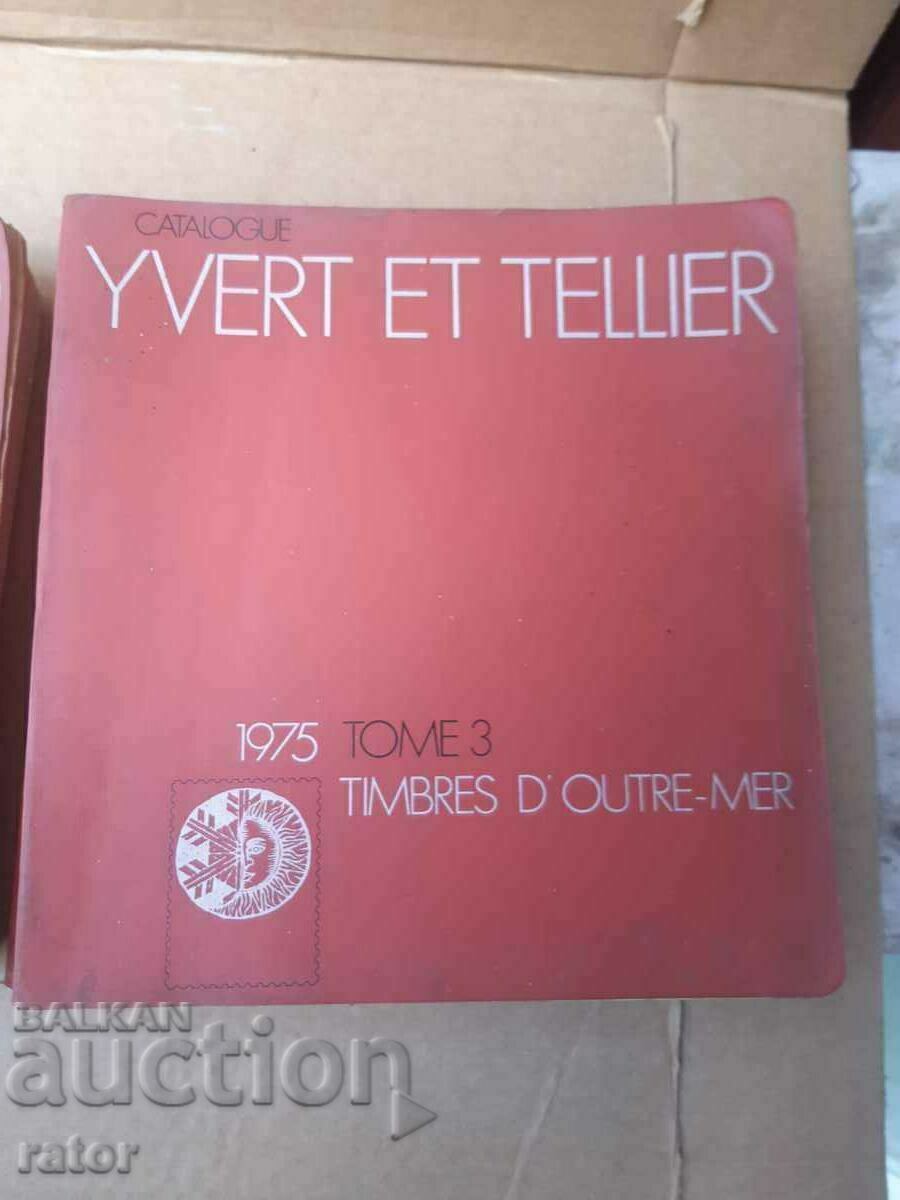 CATALOGUE
YVERT ET TELLIER
1975 TOME 3
TIMBRES D'OUTRE-MER
BALKAN
auction
rator